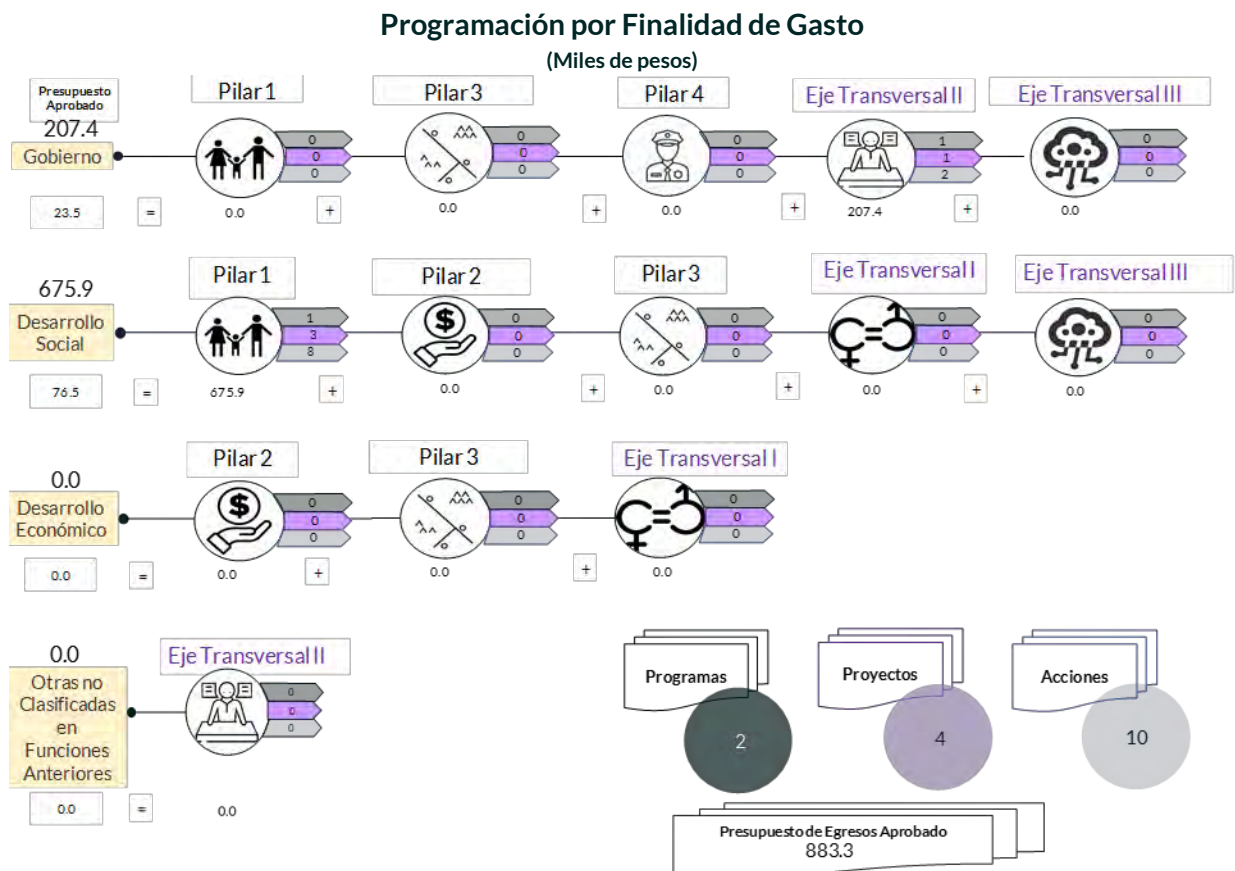 Programación por Finalidad de Gasto
(Miles de pesos)
Presupuesto
Aprobado
207.4
Gobierno
23.5
=
Pilar 1
0
0
0
0.0
+
Pilar 3
0
0
0
0.0
+
Pilar 4
0
0
0
0.0
+
Eje Transversal II
1
1
2
207.4
+
Eje Transversal III
0
0
0
0.0
675.9
Desarrollo
Social
76.5
=
Pilar 1
1
3
8
675.9
+
Pilar 2
0
0
0
0.0
+
Pilar 3
0
0
0
0.0
+
Eje Transversal I
0
0
0
0.0
+
Eje Transversal III
0
0
0
0.0
0.0
Desarrollo
Económico
0.0
=
Pilar 2
$
0
0
0
0.0
+
Pilar 3
0
0
0
0.0
+
Eje Transversal I
0
0
0
0.0
0.0
Otras no
Clasificadas
en
Funciones
Anteriores
0.0
=
Eje Transversal II
0
0
0
0.0
Programas
2
Proyectos
4
Acciones
10
Presupuesto de Egresos Aprobado
883.3